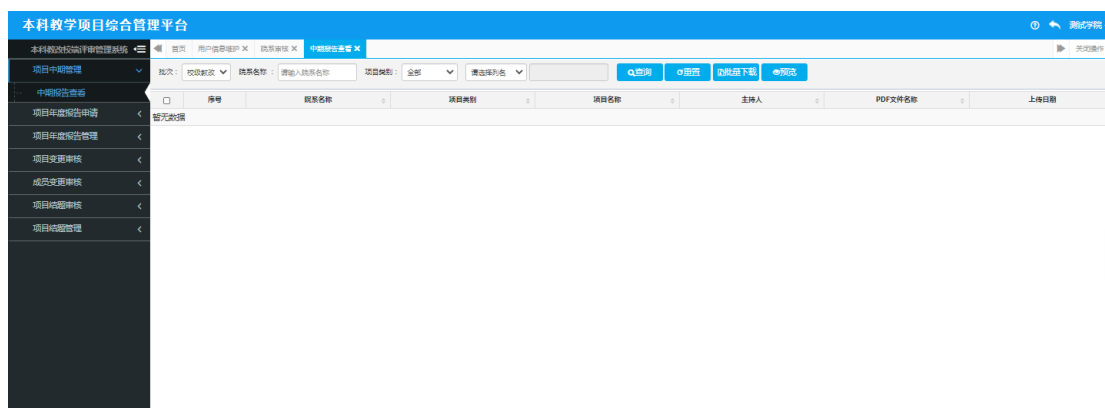 本科教学项目综合管理平台 测试学院
本科教改校端评审管理系统 首页 用户信息维护 院系审核 中期报告查看 关闭操作
项目中期管理 批次： 校级教改 院系名称： 请输入院系名称 项目类别： 全部 请选择列名 查询 重置 批量下载 预览
中期报告查看
序号 院系名称 项目类别 项目名称 主持人 PDF文件名称 上传日期
项目年度报告申请 暂无数据
项目年度报告管理
项目变更审核
成员变更审核
项目结题审核
项目结题管理